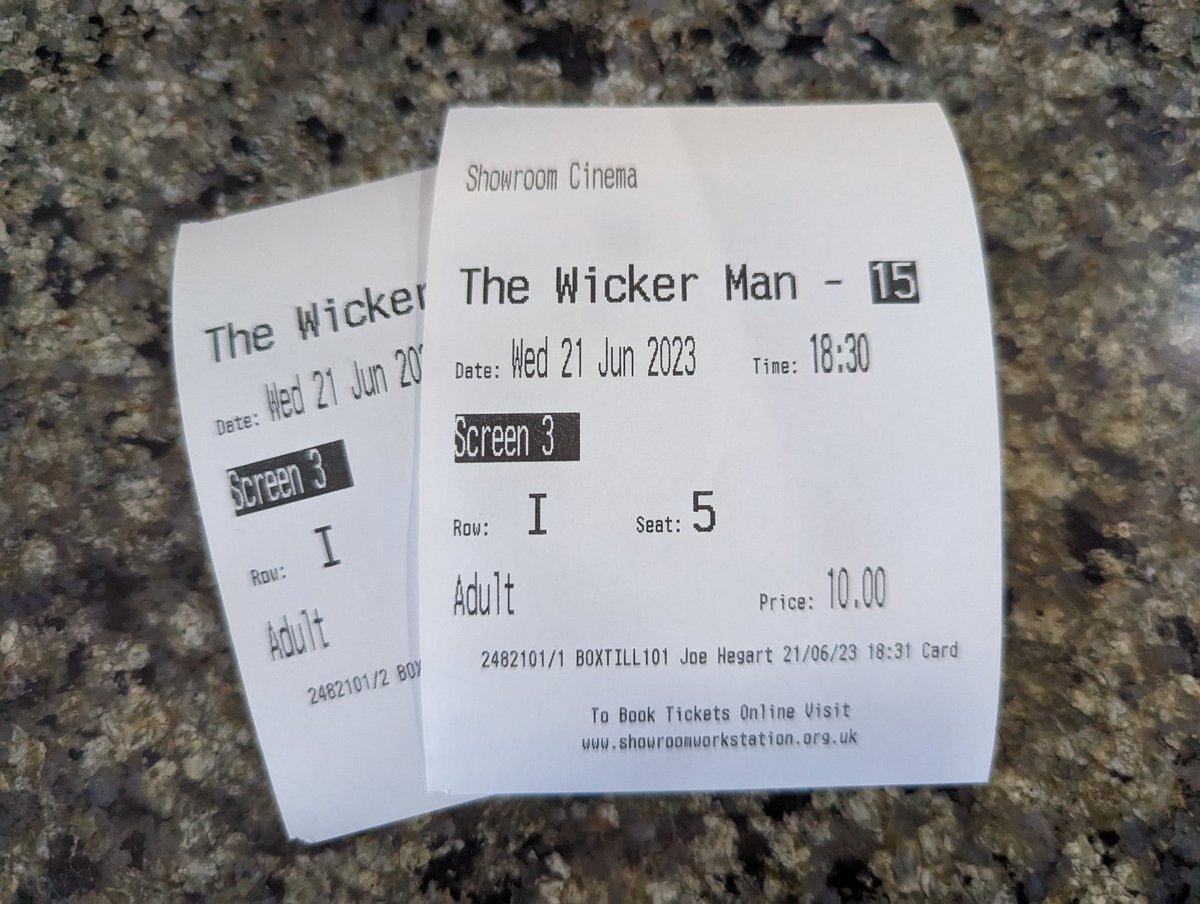 Showroom Cinema
The Wicker Man - 15
Date: Wed 21 Jun 2023 Time: 18:30
Screen 3
Row: I Seat: 5
Adult Price: 10.00
2482101/1 BOXTILL101 Joe Hegart 21/06/23 18:31 Card
To Book Tickets Online Visit
www.showroomworkstation.org.uk
The Wicker
Date: Wed 21 Jun 20
Screen 3
Row: I
Adult
2482101/2 BOX